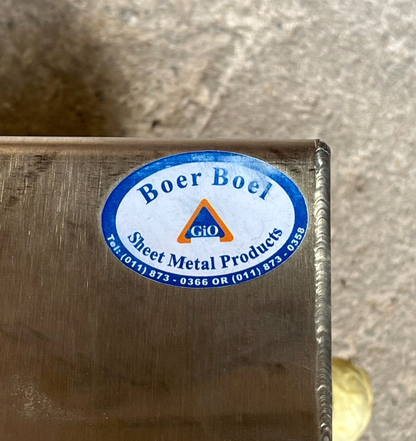 Boer Boel
GiO
Sheet Metal Products
Tel: (011) 873 - 0366 OR (011) 873 - 0358